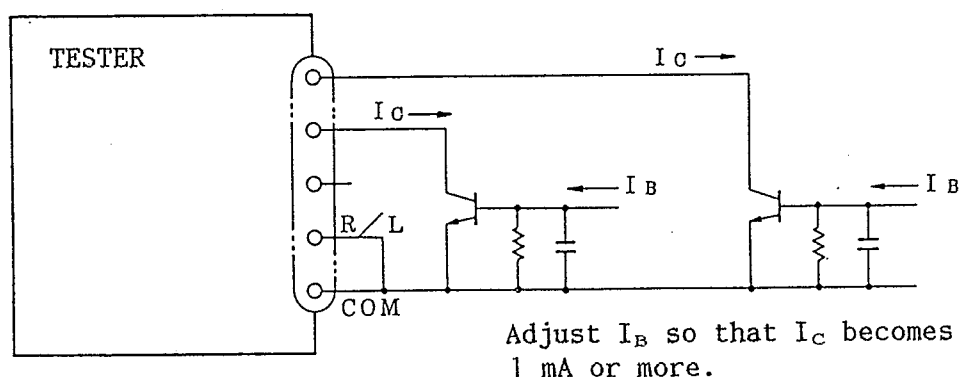 TESTER
IC
IC
IB
IB
R L
COM
Adjust IB so that IC becomes
1 mA or more.